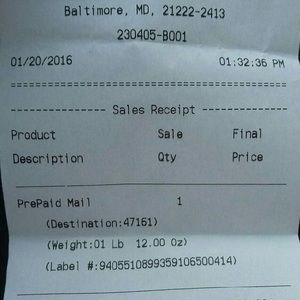 Baltimore, MD, 21222-2413
230405-B001
01/20/2016 01:32:36 PM
Sales Receipt
Product Sale Final
Description Qty Price
PrePaid Mail 1
(Destination:47161)
(Weight:01 Lb 12.00 Oz)
(Label #:9405510899359106500414)